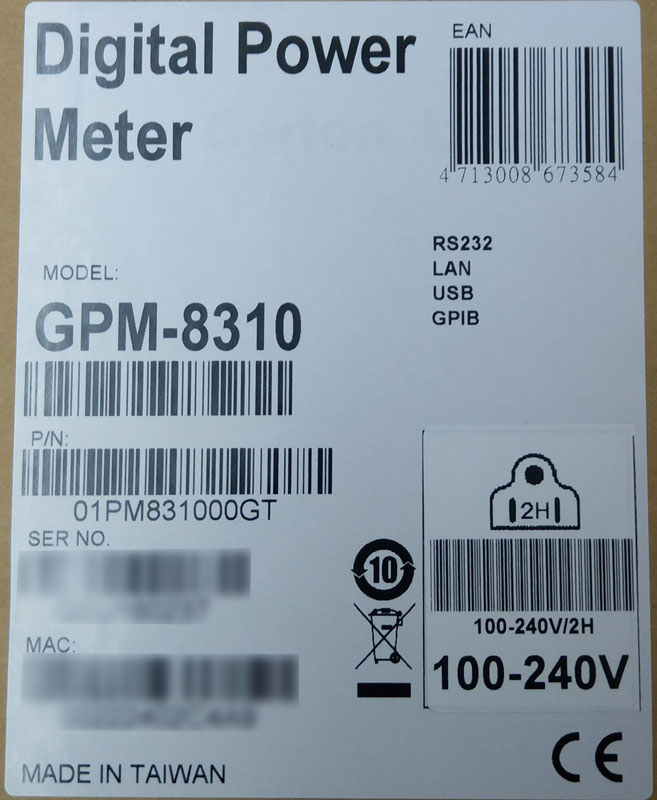 Digital Power
Meter
EAN
4 713008 673584
RS232
LAN
USB
GPIB
MODEL:
GPM-8310
P/N:
01PM831000GT
SER NO.
MAC:
MADE IN TAIWAN
10
2H
100-240V/2H
100-240V
CE